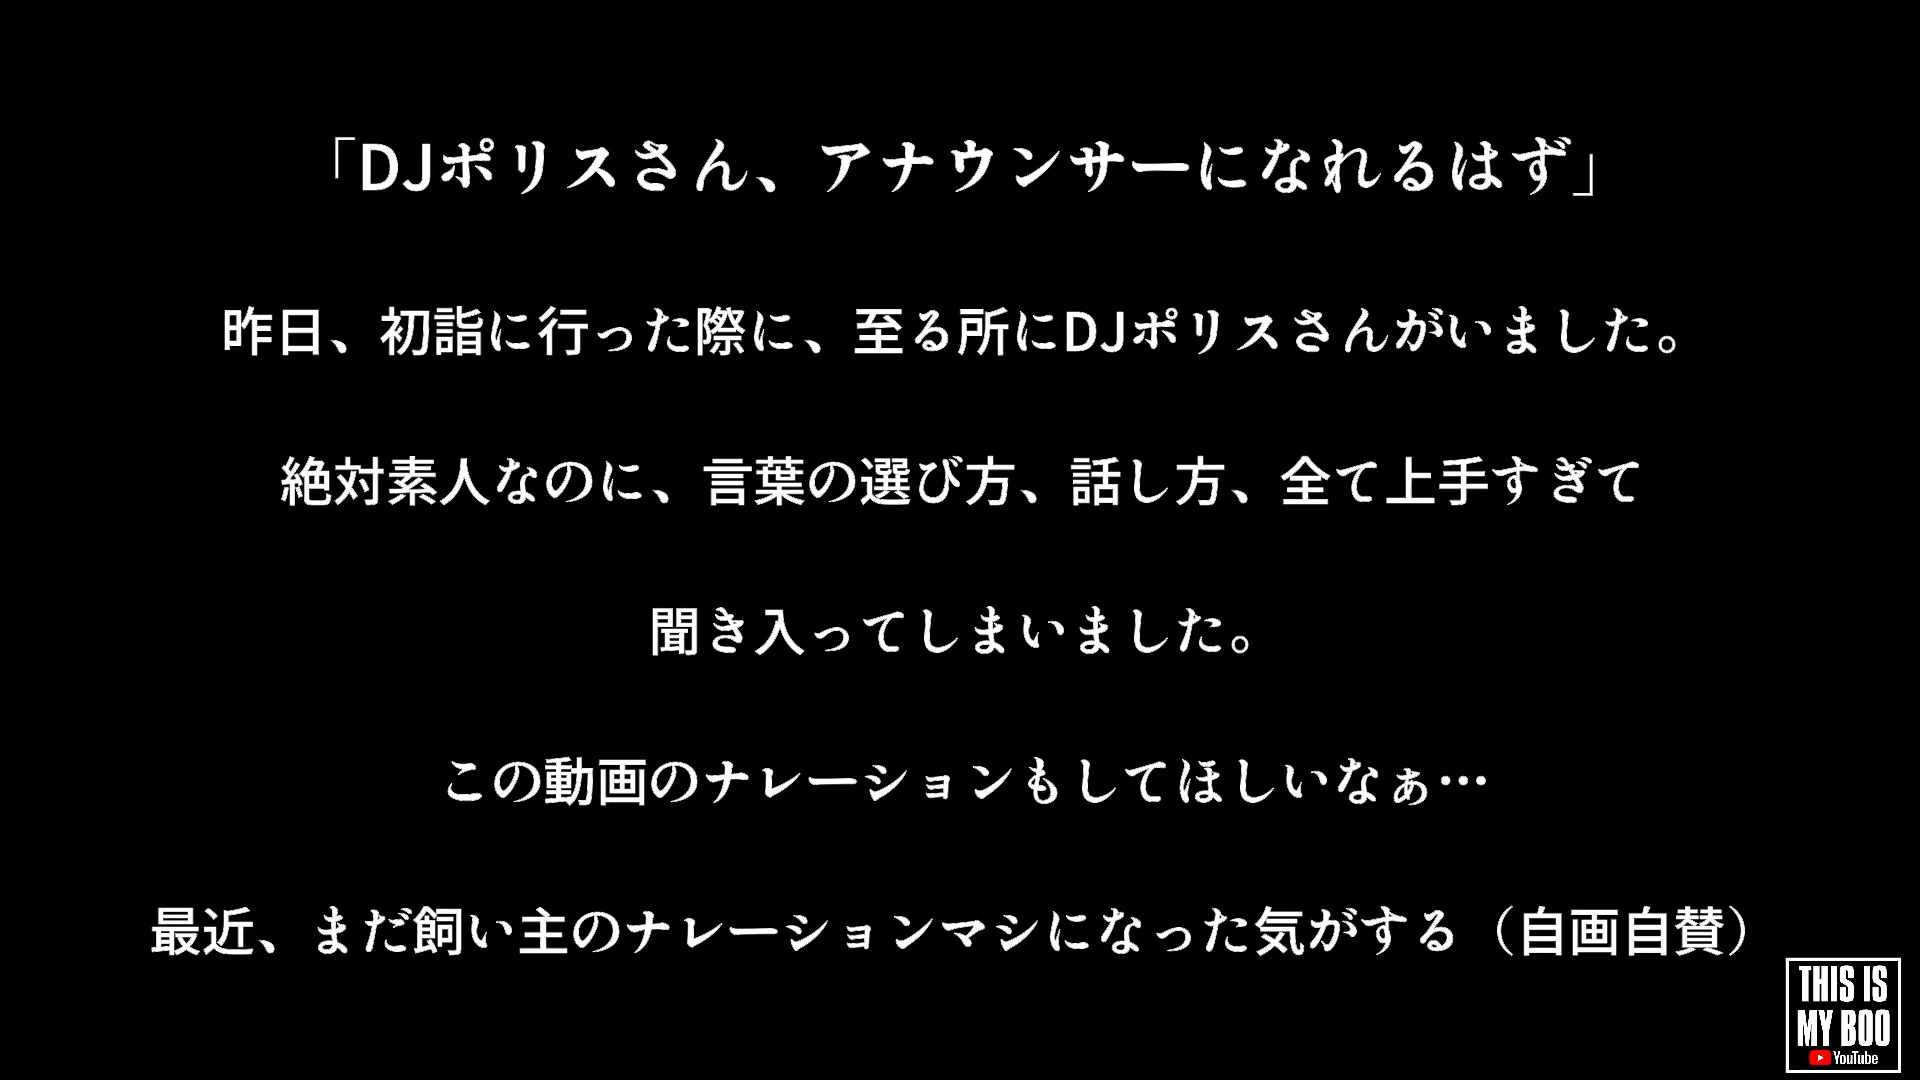 「DJポリスさん、アナウンサーになれるはず」
昨日、初詣に行った際に、至る所にDJポリスさんがいました。
絶対素人なのに、言葉の選び方、話し方、全て上手すぎて
聞き入ってしまいました。
この動画のナレーションもしてほしいなぁ…
最近、まだ飼い主のナレーションマシになった気がする（自画自賛）
THIS IS
MY BOO
YouTube